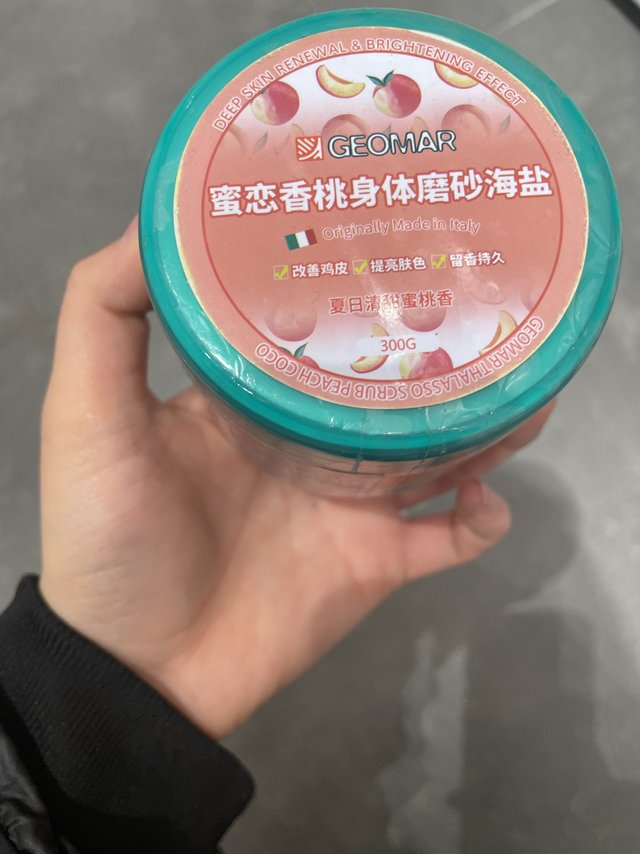 DEEP SKIN RENEWAL & BRIGHTENING EFFECT
GEOMAR
蜜恋香桃身体磨砂海盐
Originally Made in Italy
改善鸡皮 提亮肤色 留香持久
夏日清甜蜜桃香
300G
GEOMAR THALASSO SCRUB PEACH COCO